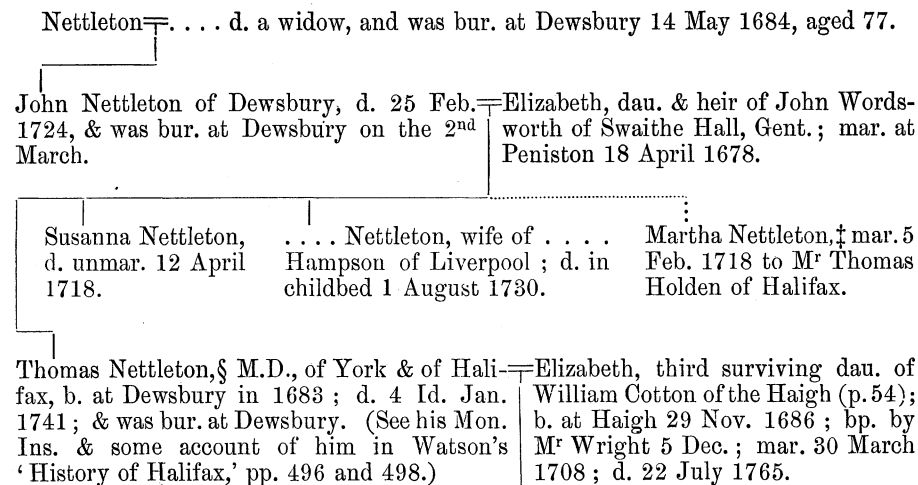 Nettleton=. . . . d. a widow, and was bur. at Dewsbury 14 May 1684, aged 77.
John Nettleton of Dewsbury, d. 25 Feb.=
1724, & was bur. at Dewsbury on the 2nd
March.
Elizabeth, dau. & heir of John Words-
worth of Swaithe Hall, Gent.; mar. at
Peniston 18 April 1678.
Susanna Nettleton,
d. unmar. 12 April
1718.
. . . . Nettleton, wife of . . . .
Hampson of Liverpool ; d. in
childbed 1 August 1730.
Martha Nettleton,‡ mar. 5
Feb. 1718 to Mr Thomas
Holden of Halifax.
Thomas Nettleton,§ M.D., of York & of Hali-=
fax, b. at Dewsbury in 1683 ; d. 4 Id. Jan.
1741 ; & was bur. at Dewsbury. (See his Mon.
Ins. & some account of him in Watson's
'History of Halifax,' pp. 496 and 498.)
Elizabeth, third surviving dau. of
William Cotton of the Haigh (p. 54);
b. at Haigh 29 Nov. 1686 ; bp. by
Mr Wright 5 Dec. ; mar. 30 March
1708 ; d. 22 July 1765.